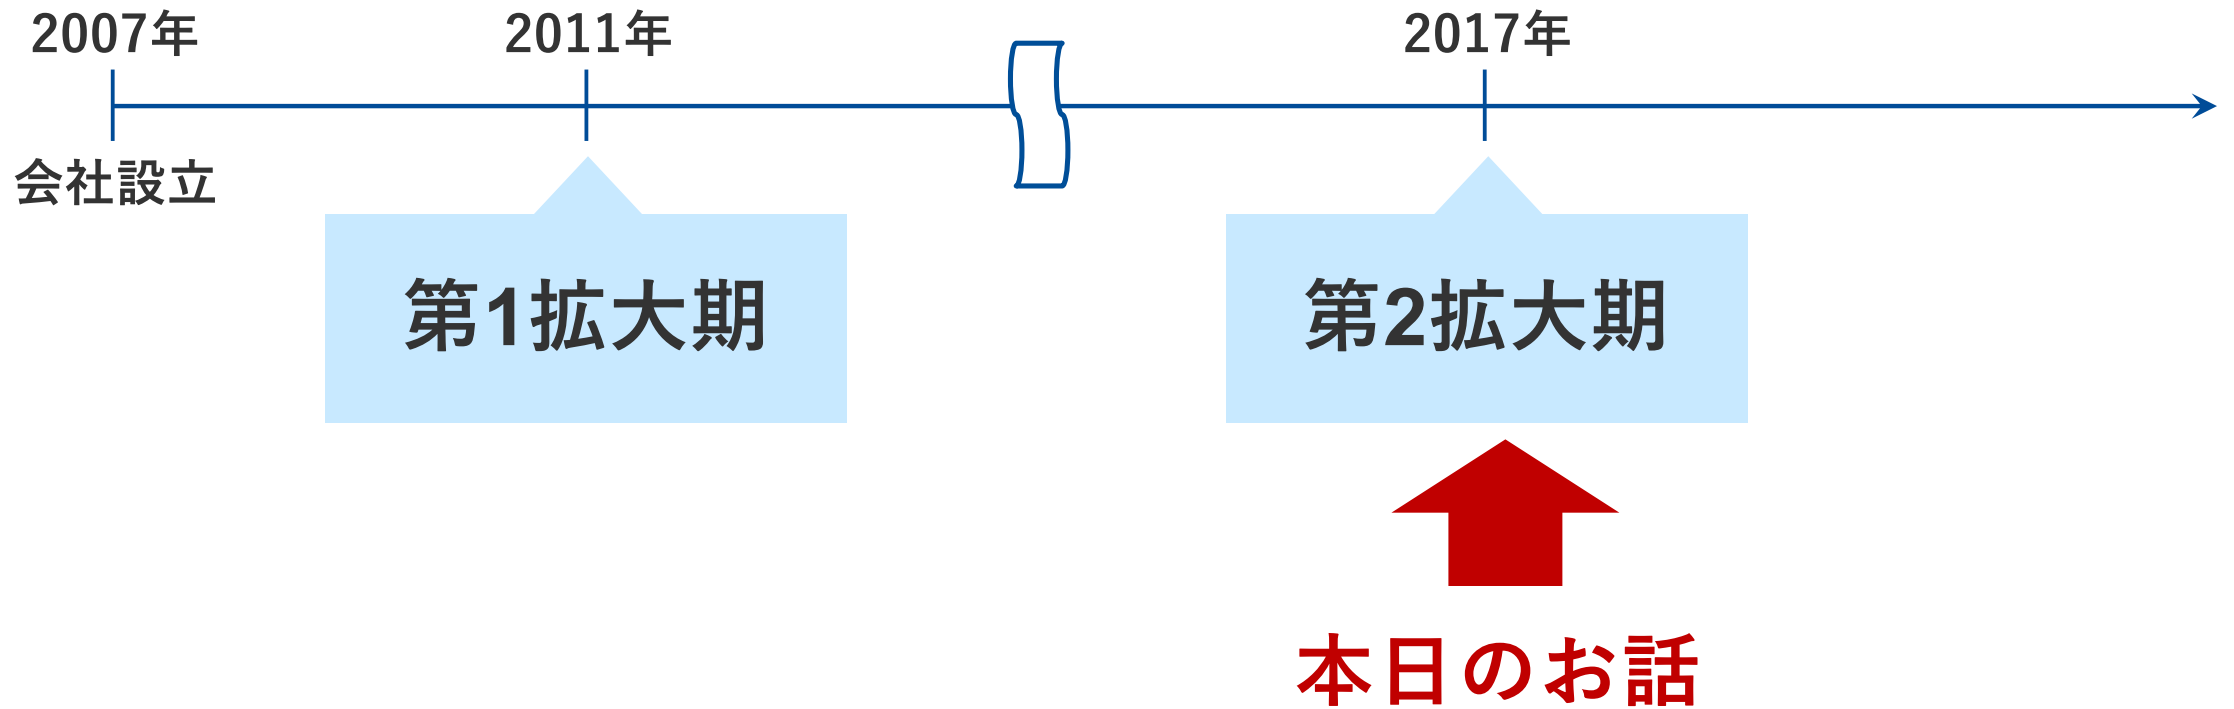 2007年
2011年
2017年
会社設立
第1拡大期
第2拡大期
本日のお話